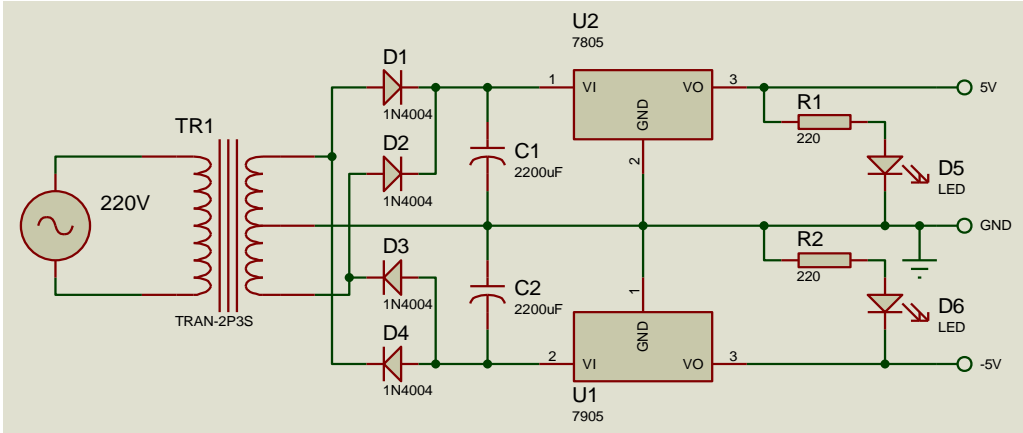 U2
7805
D1
1N4004
1
VI
VO
3
5V
GND
R1
220
TR1
D2
1N4004
2
C1
2200uF
D5
LED
220V
GND
D3
1N4004
R2
220
C2
2200uF
1
D6
LED
TRAN-2P3S
D4
1N4004
GND
2
VI
VO
3
-5V
U1
7905